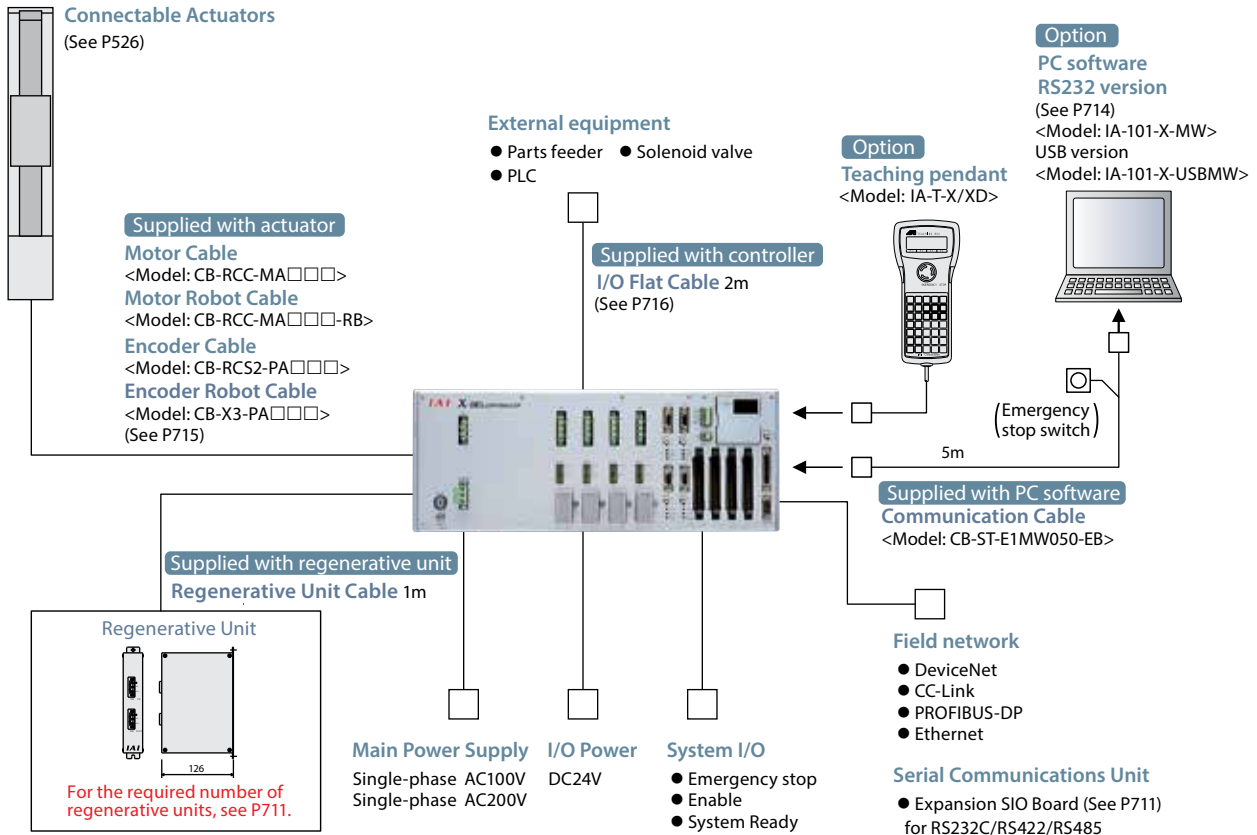 Connectable Actuators
(See P526)
Supplied with actuator
Motor Cable
<Model: CB-RCC-MA□□□>
Motor Robot Cable
<Model: CB-RCC-MA□□□-RB>
Encoder Cable
<Model: CB-RCS2-PA□□□>
Encoder Robot Cable
<Model: CB-X3-PA□□□>
(See P715)
External equipment
● Parts feeder ● Solenoid valve
● PLC
Supplied with controller
I/O Flat Cable 2m
(See P716)
Option
Teaching pendant
<Model: IA-T-X/XD>
Option
PC software
RS232 version
(See P714)
<Model: IA-101-X-MW>
USB version
<Model: IA-101-X-USBMW>
(Emergency
stop switch)
5m
Supplied with PC software
Communication Cable
<Model: CB-ST-E1MW050-EB>
IAI X-SEL
Supplied with regenerative unit
Regenerative Unit Cable 1m
Regenerative Unit
IAI
126
For the required number of
regenerative units, see P711.
Main Power Supply
Single-phase AC100V
Single-phase AC200V
I/O Power
DC24V
System I/O
● Emergency stop
● Enable
● System Ready
Field network
● DeviceNet
● CC-Link
● PROFIBUS-DP
● Ethernet
Serial Communications Unit
● Expansion SIO Board (See P711)
for RS232C/RS422/RS485